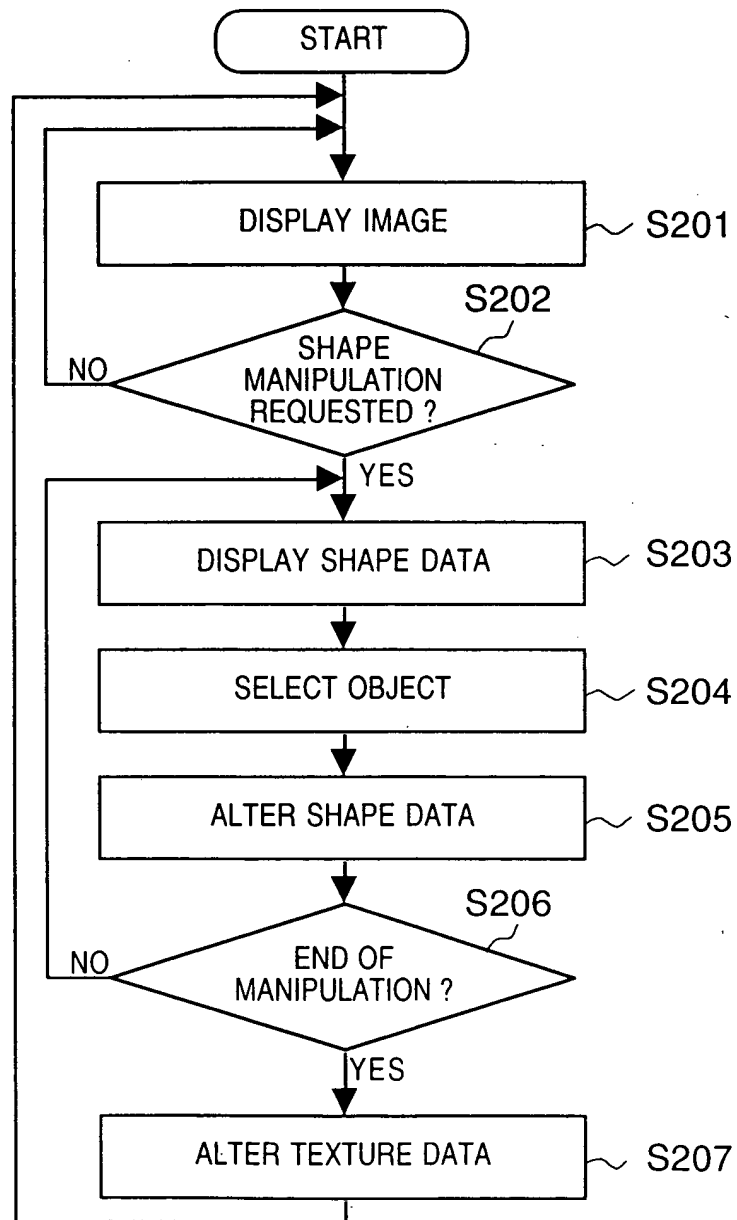 START
DISPLAY IMAGE
S201
S202
SHAPE
MANIPULATION
REQUESTED ?
NO
YES
DISPLAY SHAPE DATA
S203
SELECT OBJECT
S204
ALTER SHAPE DATA
S205
S206
END OF
MANIPULATION ?
NO
YES
ALTER TEXTURE DATA
S207